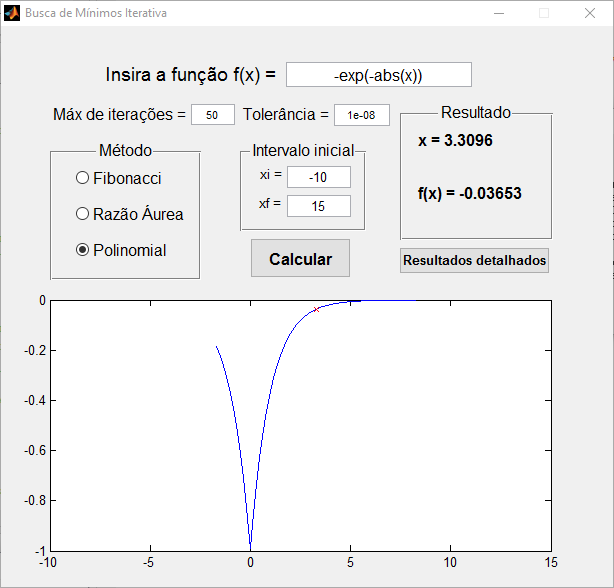 Busca de Mínimos Iterativa
Insira a função f(x) = -exp(-abs(x))
Máx de iterações = 50 Tolerância = 1e-08
Resultado
x = 3.3096
f(x) = -0.03653
Método
Fibonacci
Razão Áurea
Polinomial
Intervalo inicial
xi = -10
xf = 15
Calcular
Resultados detalhados
0
-0.2
-0.4
-0.6
-0.8
-1
-10 -5 0 5 10 15